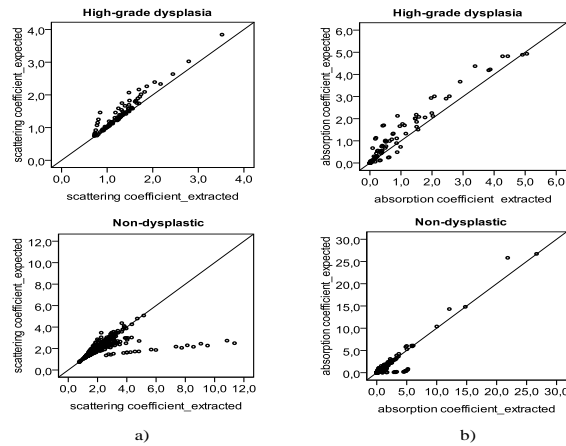 High-grade dysplasia
scattering coefficient_expected
4,0
3,0
2,0
1,0
0,0
0,0 1,0 2,0 3,0 4,0
scattering coefficient_extracted
High-grade dysplasia
absorption coefficient_expected
6,0
5,0
4,0
3,0
2,0
1,0
0,0
0,0 1,0 2,0 3,0 4,0 5,0 6,0
absorption coefficient extracted
Non-dysplastic
scattering coefficient_expected
12,0
10,0
8,0
6,0
4,0
2,0
0,0
0,0 2,0 4,0 6,0 8,0 10,0 12,0
scattering coefficient_extracted
Non-dysplastic
absorption coefficient_expected
30,0
25,0
20,0
15,0
10,0
5,0
0,0
0,0 5,0 10,0 15,0 20,0 25,0 30,0
absorption coefficient_extracted
a)
b)